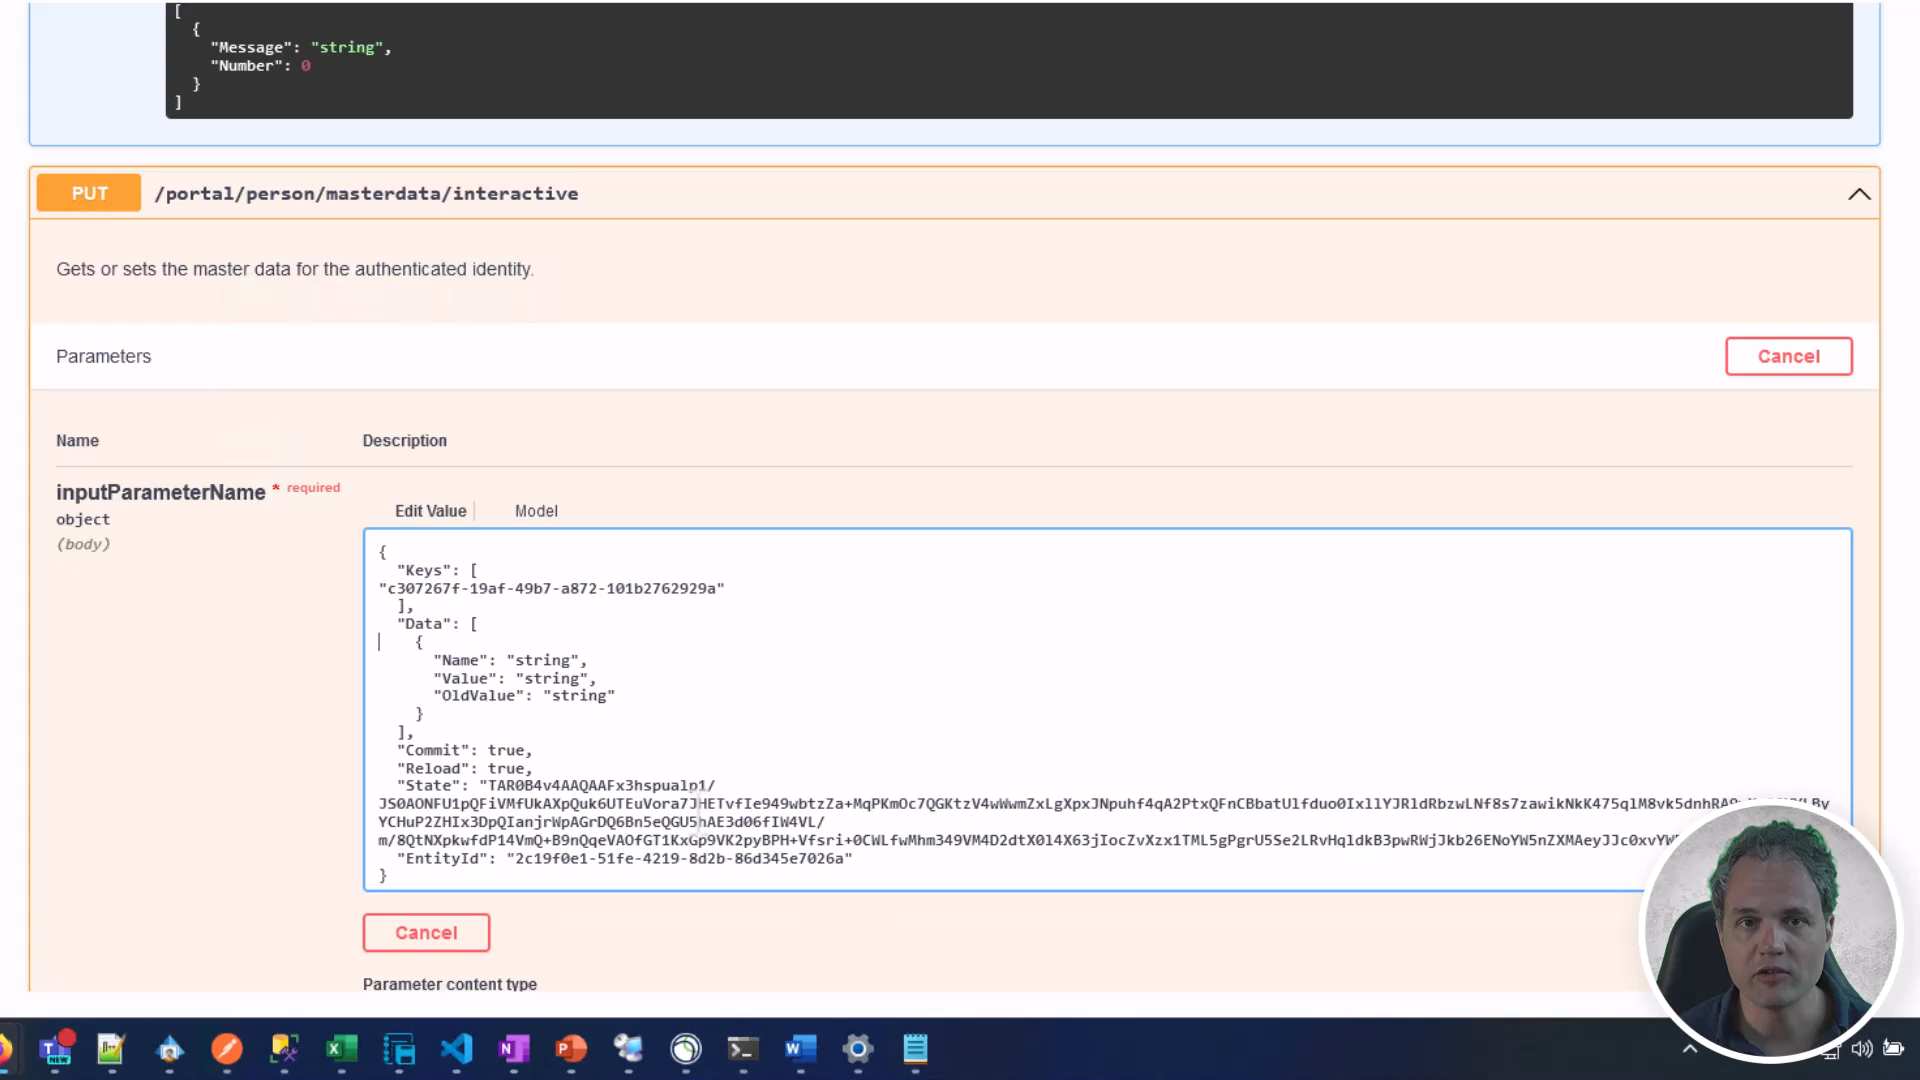 [
{
"Message": "string",
"Number": 0
}
]
PUT /portal/person/masterdata/interactive
Gets or sets the master data for the authenticated identity.
Parameters
Cancel
Name Description
inputParameterName * required
object
(body)
Edit Value Model
{
"Keys": [
"c307267f-19af-49b7-a872-101b2762929a"
],
"Data": [
{
"Name": "string",
"Value": "string",
"OldValue": "string"
}
],
"Commit": true,
"Reload": true,
"State": "TAR0B4v4AAQAAFx3hspualp1/
"EntityId": "2c19f0e1-51fe-4219-8d2b-86d345e7026a"
}
Cancel
Parameter content type